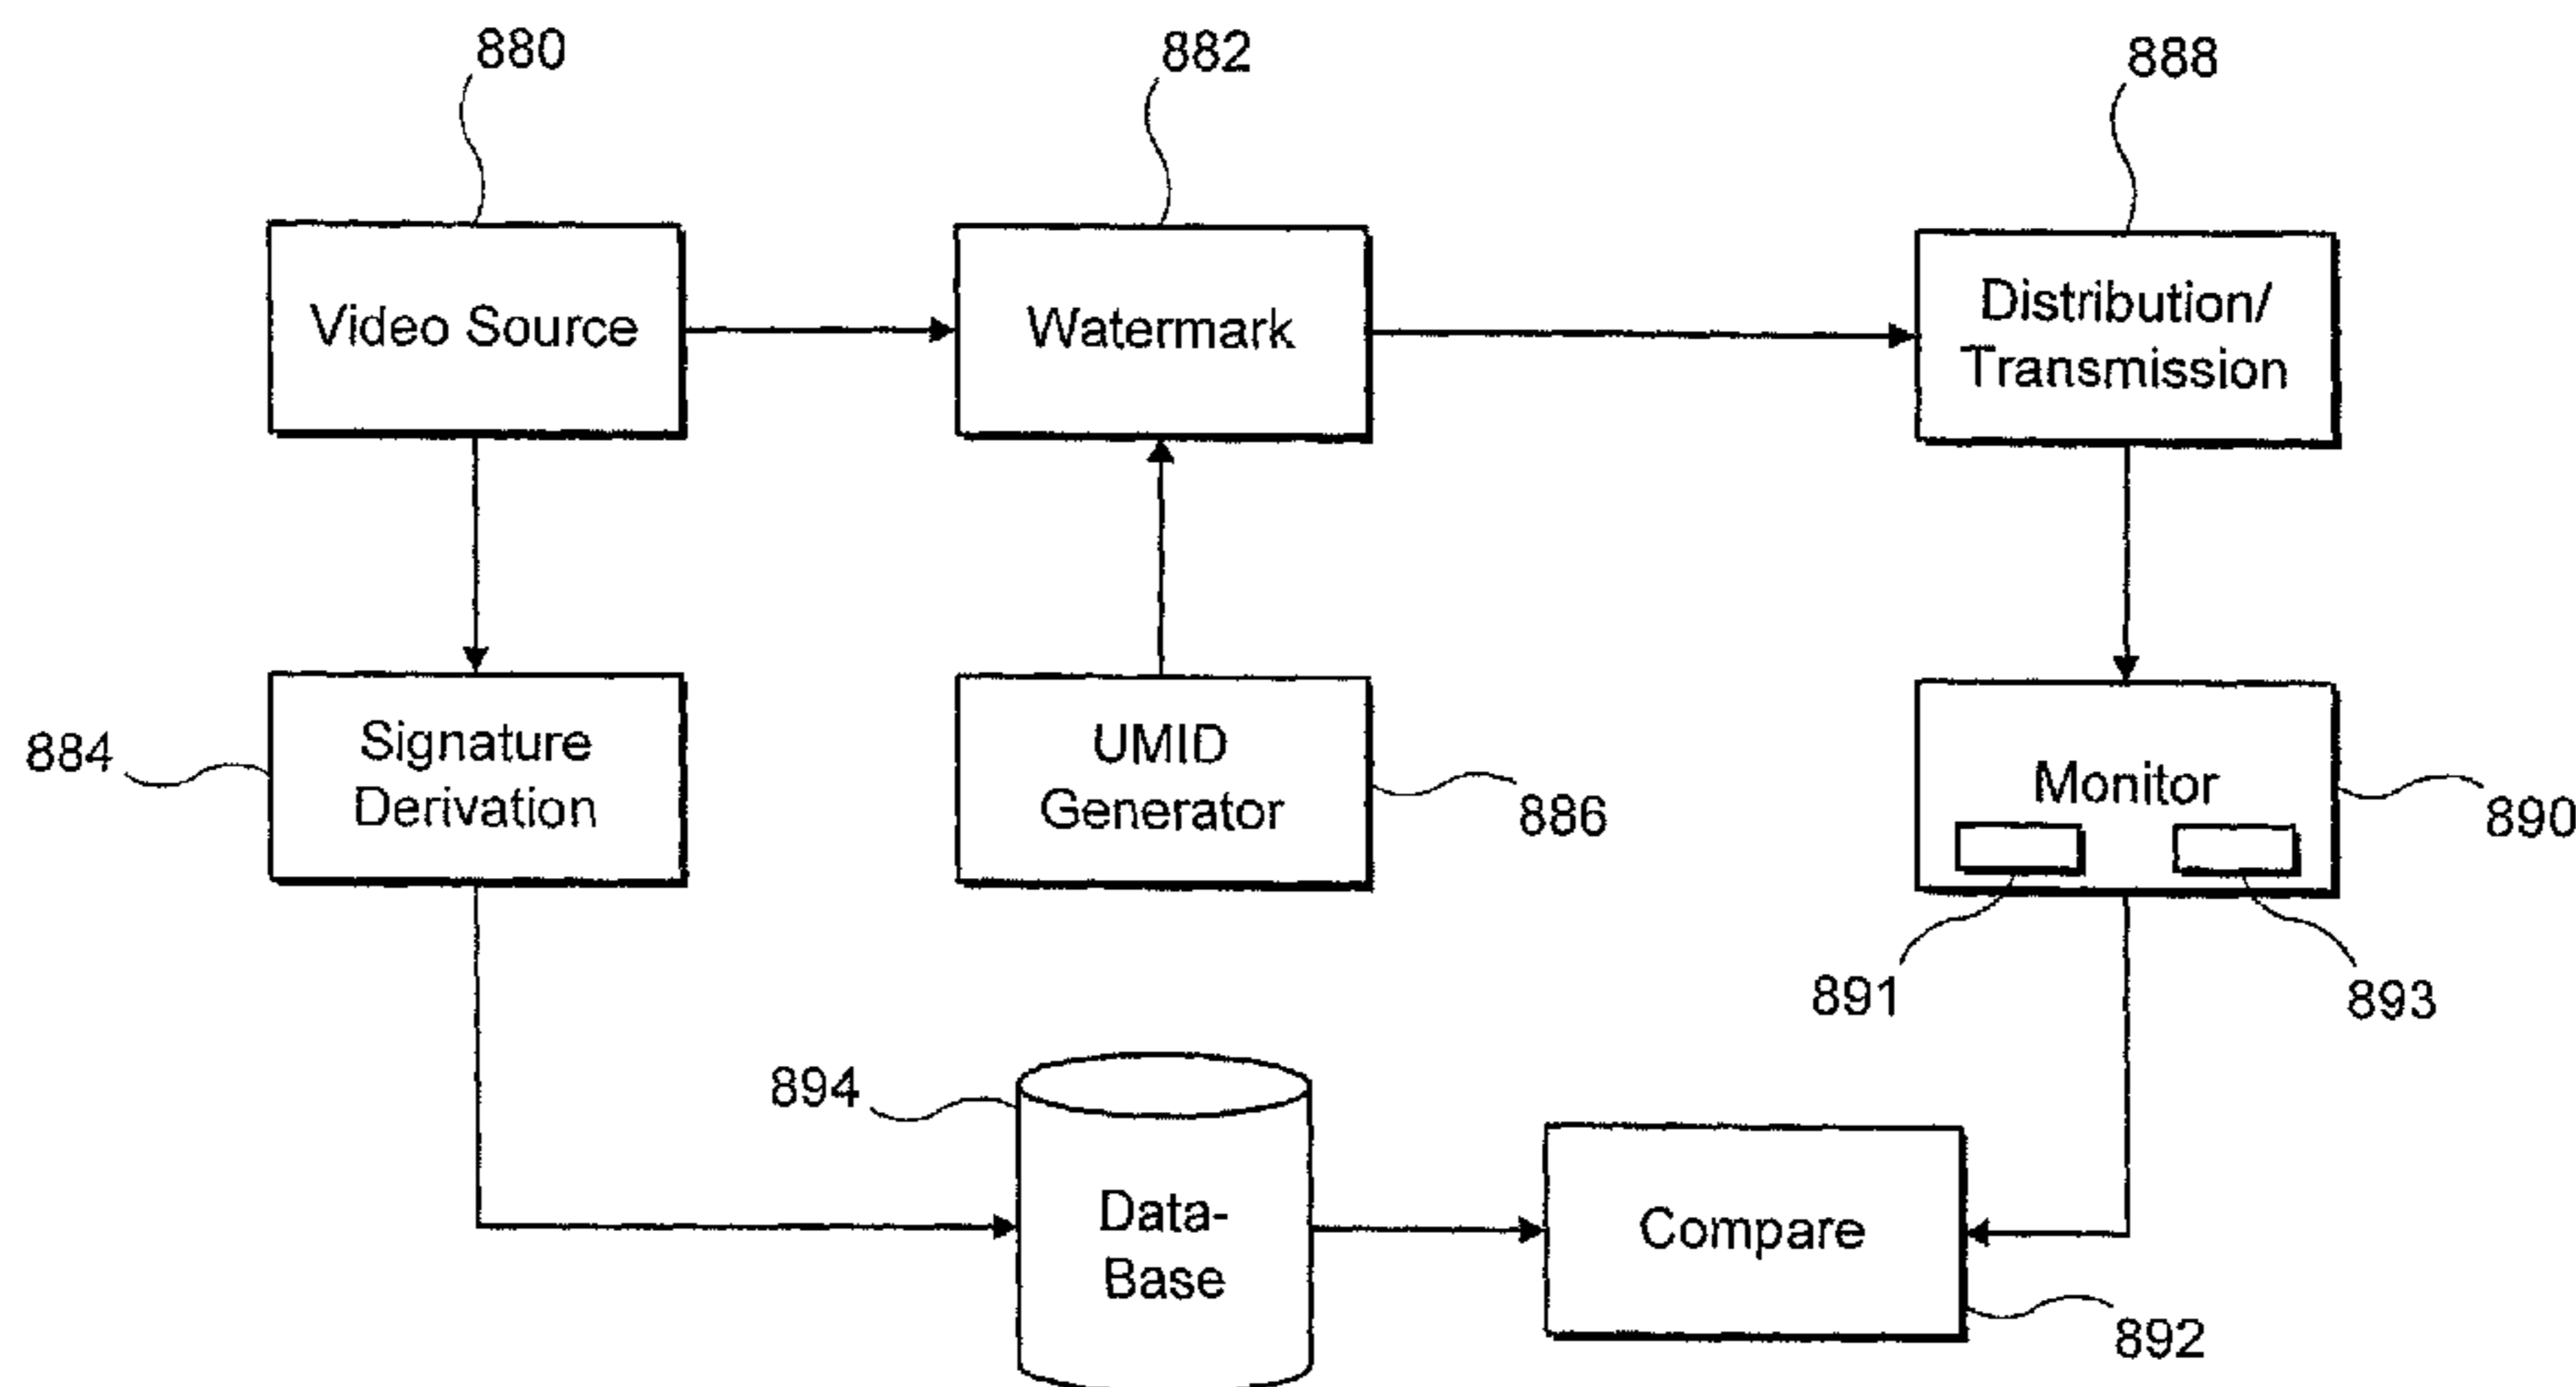 880
882
888
Video Source
Watermark
Distribution/
Transmission
884
Signature
Derivation
UMID
Generator
886
Monitor
890
891
893
894
Data-
Base
Compare
892